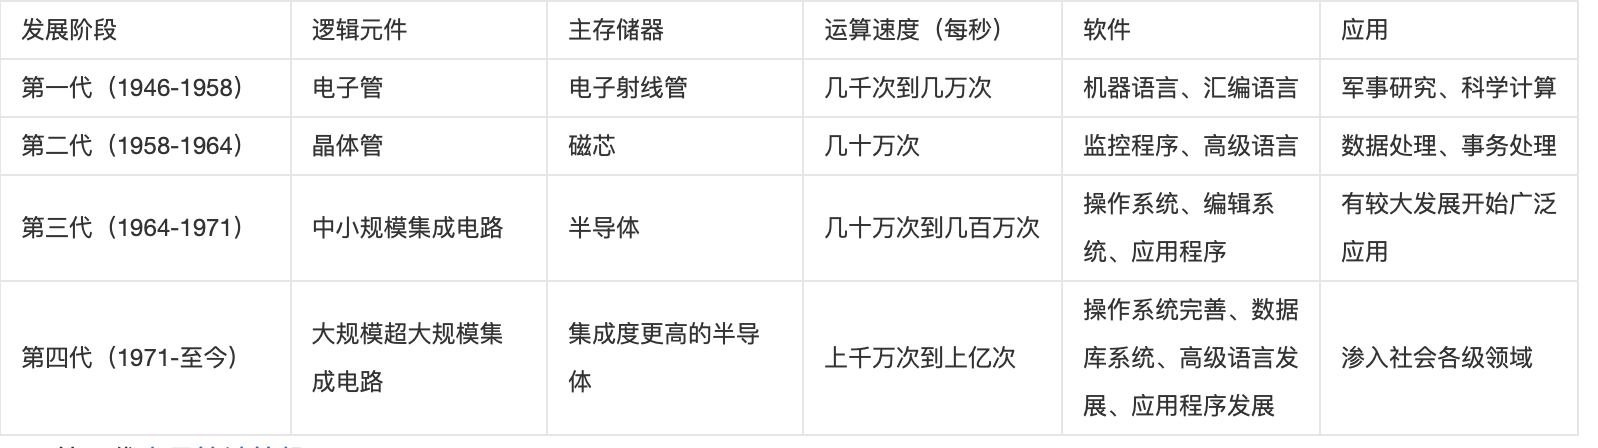 发展阶段 逻辑元件 主存储器 运算速度（每秒） 软件 应用
第一代（1946-1958） 电子管 电子射线管 几千次到几万次 机器语言、汇编语言 军事研究、科学计算
第二代（1958-1964） 晶体管 磁芯 几十万次 监控程序、高级语言 数据处理、事务处理
第三代（1964-1971） 中小规模集成电路 半导体 几十万次到几百万次 操作系统、编辑系
统、应用程序
有较大发展开始广泛
应用
第四代（1971-至今）
大规模超大规模集
成电路
集成度更高的半导
体
上千万次到上亿次
操作系统完善、数据
库系统、高级语言发
展、应用程序发展
渗入社会各级领域